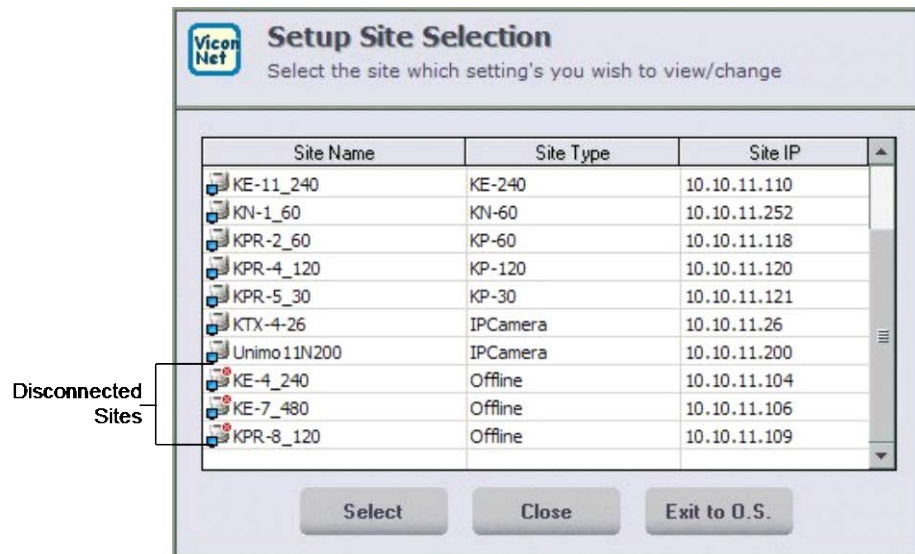 Vicon
Net
Setup Site Selection
Select the site which setting's you wish to view/change
Site Name Site Type Site IP
KE-11_240 KE-240 10.10.11.110
KN-1_60 KN-60 10.10.11.252
KPR-2_60 KP-60 10.10.11.118
KPR-4_120 KP-120 10.10.11.120
KPR-5_30 KP-30 10.10.11.121
KTX-4-26 IPCamera 10.10.11.26
Unimo11N200 IPCamera 10.10.11.200
KE-4_240 Offline 10.10.11.104
KE-7_480 Offline 10.10.11.106
KPR-8_120 Offline 10.10.11.109
Disconnected
Sites
Select Close Exit to O.S.